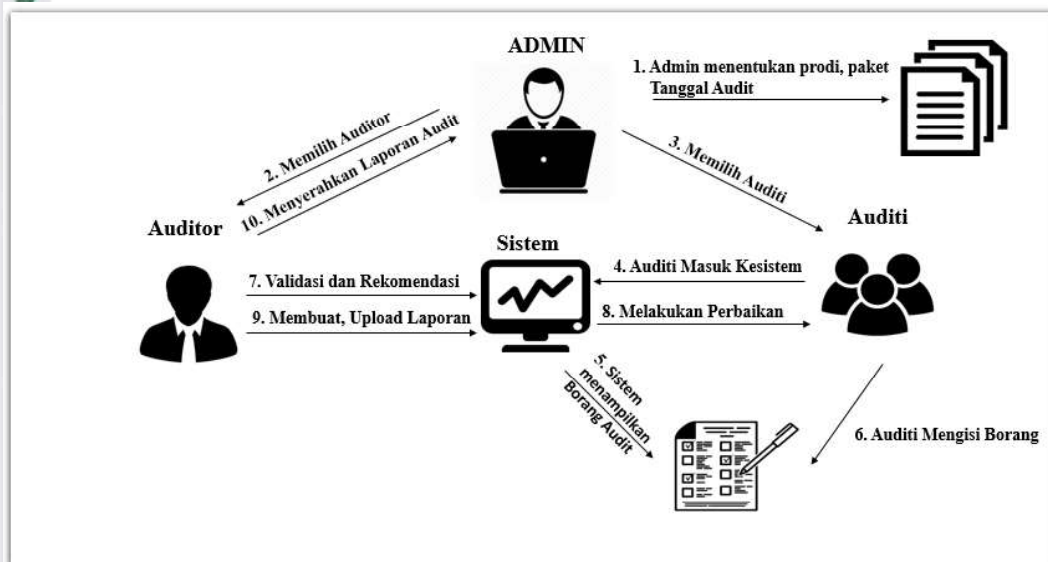 ADMIN
1. Admin menentukan prodi, paket
Tanggal Audit
2. Memilih Auditor
10. Menyerahkan Laporan Audit
3. Memilih Auditi
Auditor
Sistem
Auditi
7. Validasi dan Rekomendasi
4. Auditi Masuk Kesistem
9. Membuat, Upload Laporan
8. Melakukan Perbaikan
5. Sistem
menampilkan
Borang Audit
6. Auditi Mengisi Borang